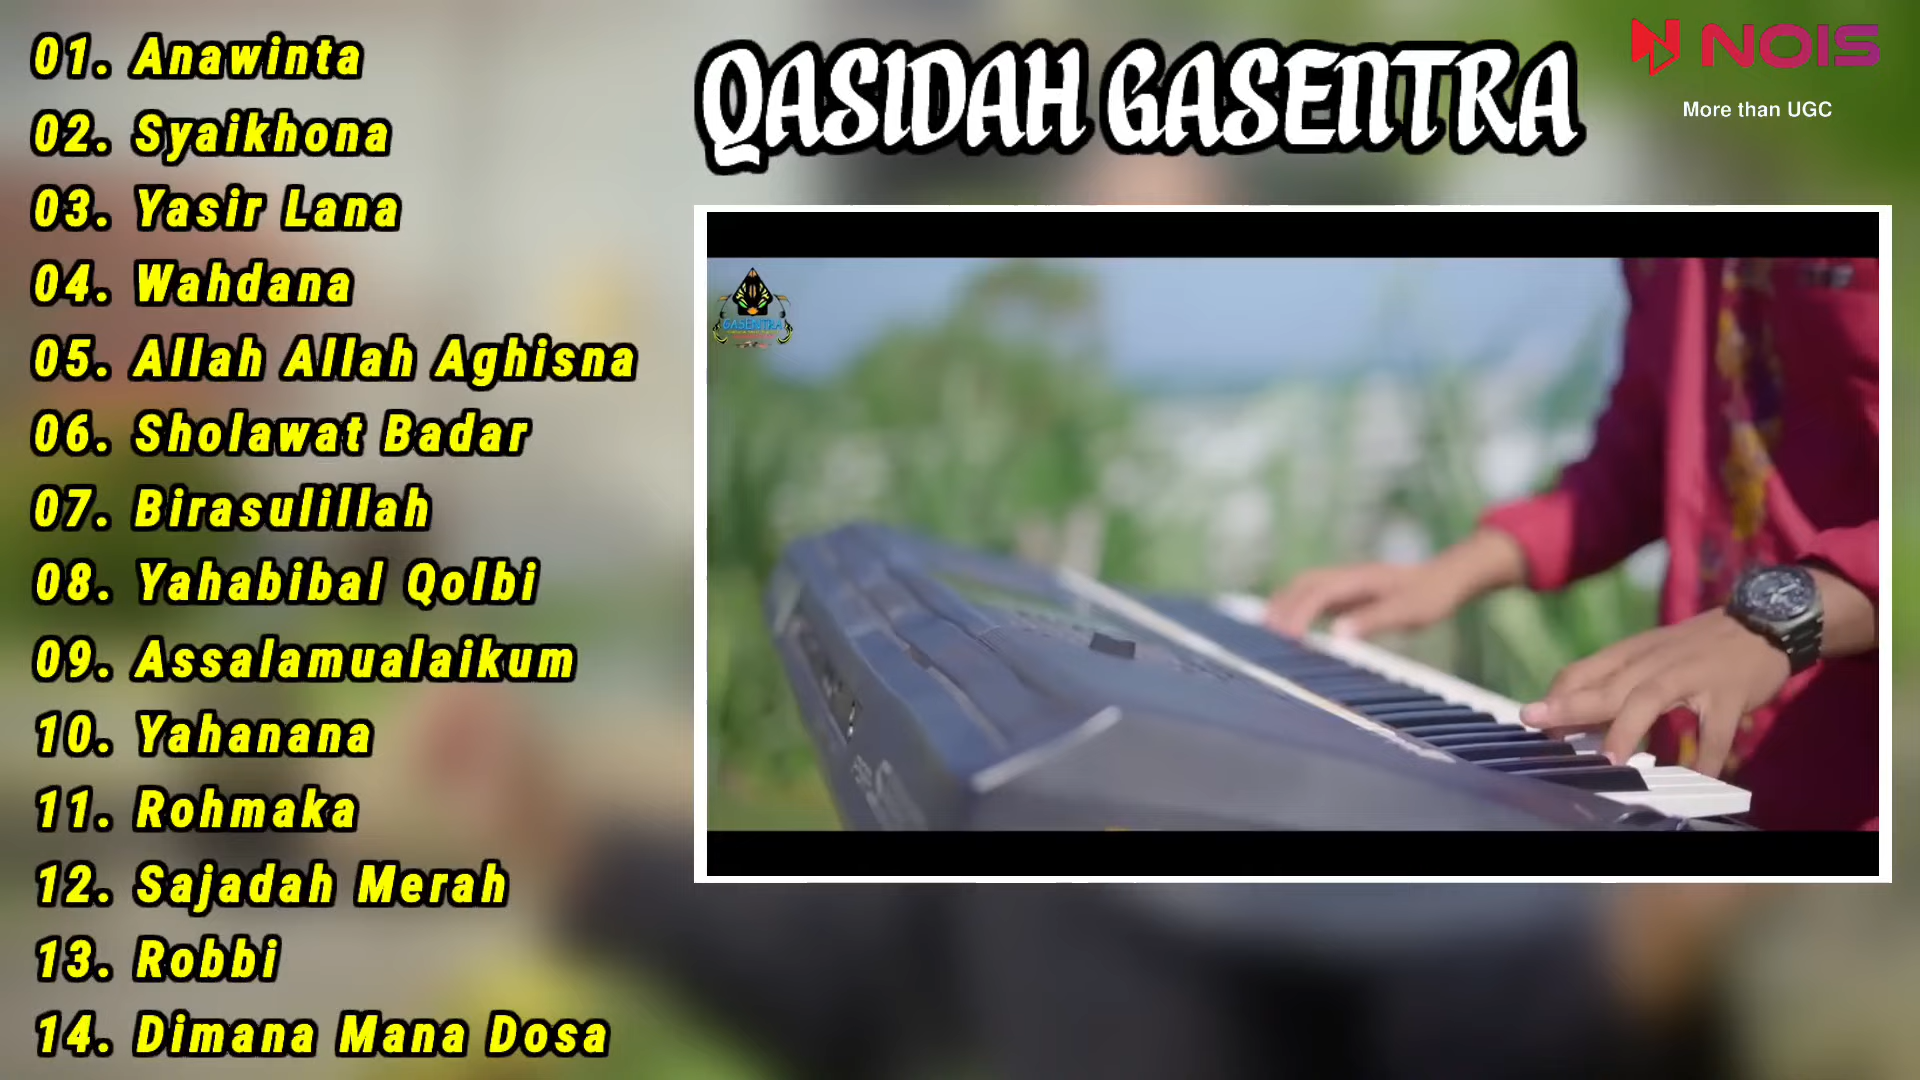 01. Anawinta
02. Syaikhona
03. Yasir Lana
04. Wahdana
05. Allah Allah Aghisna
06. Sholawat Badar
07. Birasulillah
08. Yahabibal Qolbi
09. Assalamualaikum
10. Yahanana
11. Rohmaka
12. Sajadah Merah
13. Robbi
14. Dimana Mana Dosa
QASIDAH GASENTRA
NOIS
More than UGC
GASENTRA